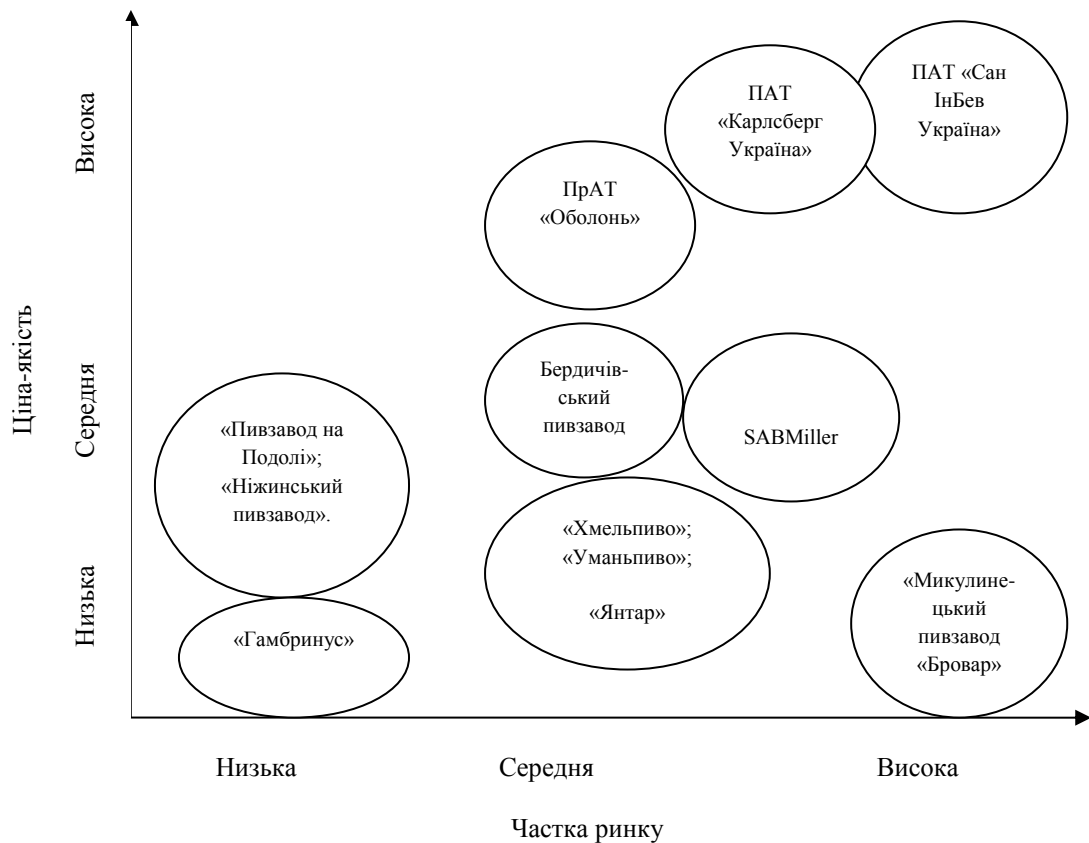 Ціна-якість
Висока
Середня
Низька
ПАТ «Сан
ІнБев
Україна»
ПАТ
«Карлсберг
Україна»
ПрАТ
«Оболонь»
Бердичів-
ський
пивзавод
SABMiller
«Пивзавод на
Подолі»;
«Ніжинський
пивзавод».
«Хмельпиво»;
«Уманьпиво»;
«Янтар»
«Микулине-
цький
пивзавод
«Бровар»
«Гамбринус»
Низька
Середня
Висока
Частка ринку